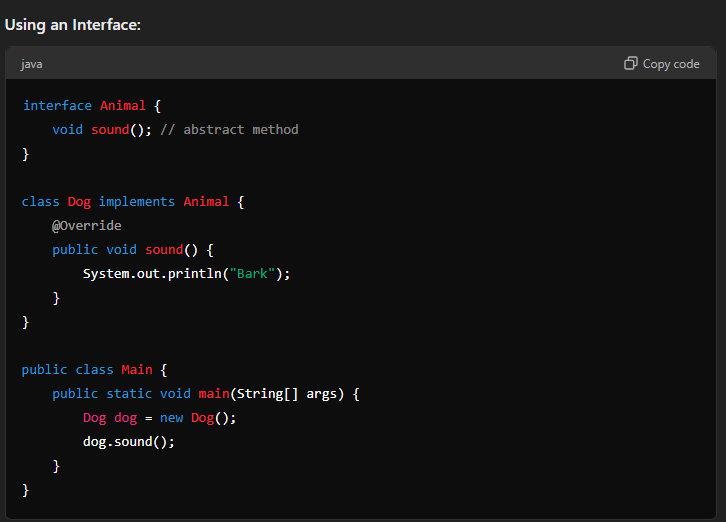 Using an Interface:
java
Copy code
interface Animal {
    void sound(); // abstract method
}
class Dog implements Animal {
    @Override
    public void sound() {
        System.out.println("Bark");
    }
}
public class Main {
    public static void main(String[] args) {
        Dog dog = new Dog();
        dog.sound();
    }
}